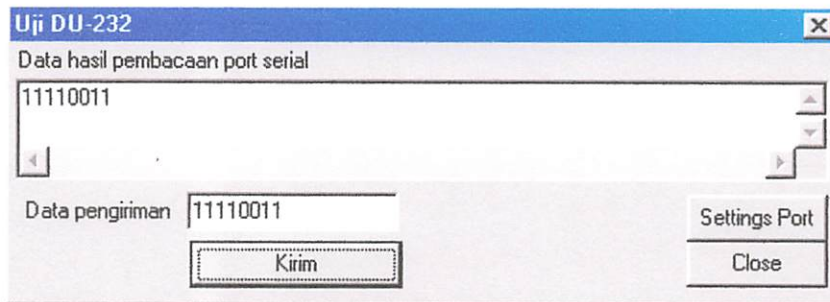 Uji DU-232
Data hasil pembacaan port serial
11110011
Data pengiriman 11110011
Settings Port
Kirim
Close